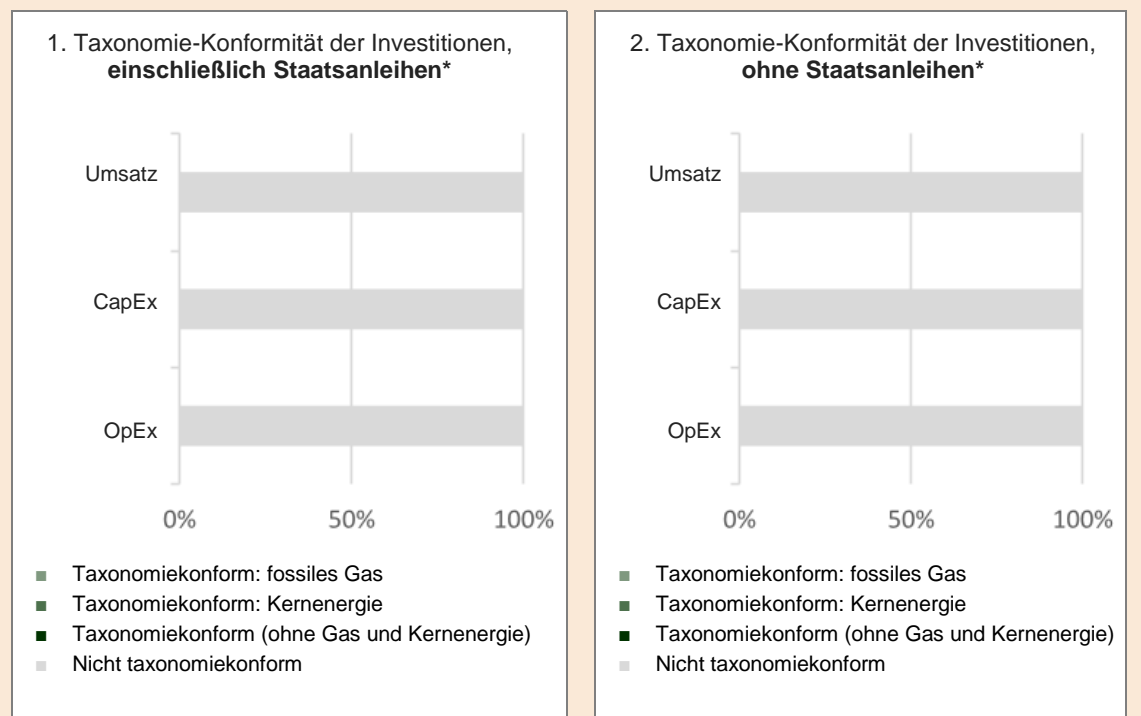 1. Taxonomie-Konformität der Investitionen,
einschließlich Staatsanleihen*
Umsatz
CapEx
OpEx
0% 50% 100%
Taxonomiekonform: fossiles Gas
Taxonomiekonform: Kernenergie
Taxonomiekonform (ohne Gas und Kernenergie)
Nicht taxonomiekonform
2. Taxonomie-Konformität der Investitionen,
ohne Staatsanleihen*
Umsatz
CapEx
OpEx
0% 50% 100%
Taxonomiekonform: fossiles Gas
Taxonomiekonform: Kernenergie
Taxonomiekonform (ohne Gas und Kernenergie)
Nicht taxonomiekonform